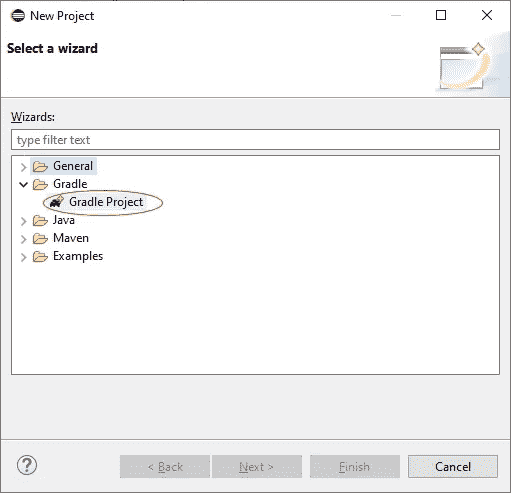 New Project
Select a wizard
Wizards:
type filter text
General
Gradle
Gradle Project
Java
Maven
Examples
?
< Back
Next >
Finish
Cancel